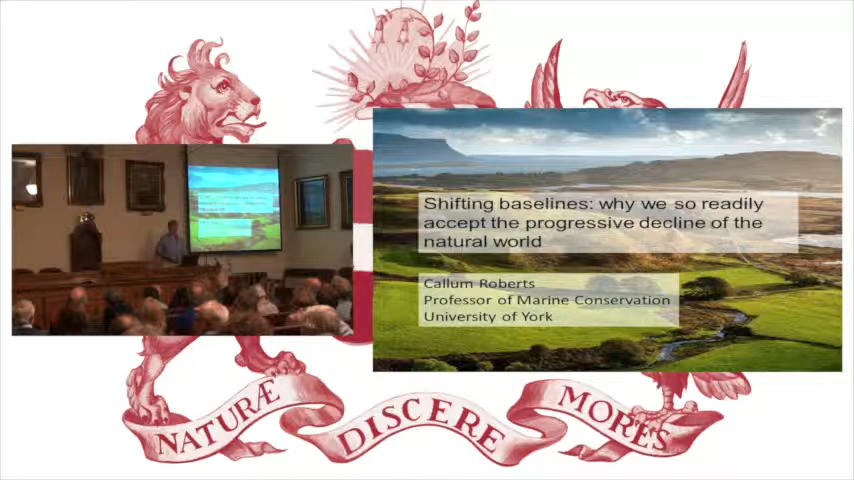 Shifting baselines: why we so readily
accept the progressive decline of the
natural world
Callum Roberts
Professor of Marine Conservation
University of York
NATURÆ DISCERE MORES